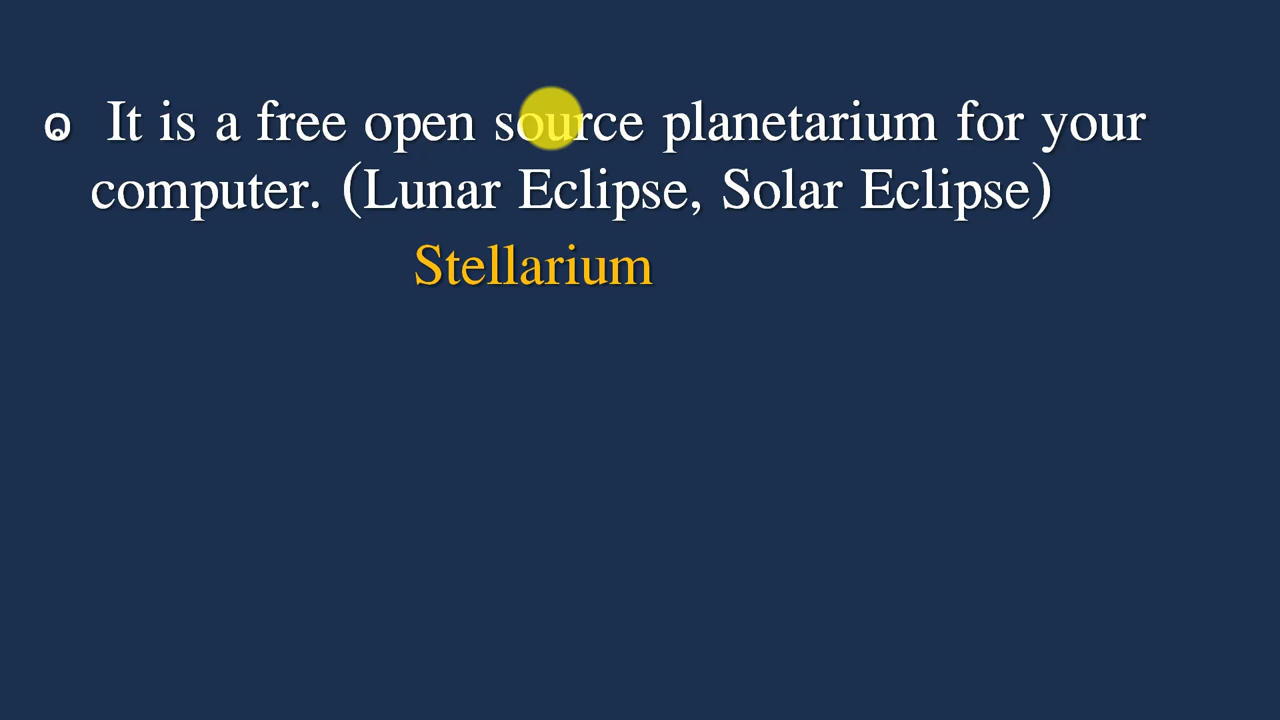 It is a free open source planetarium for your
computer. (Lunar Eclipse, Solar Eclipse)
Stellarium